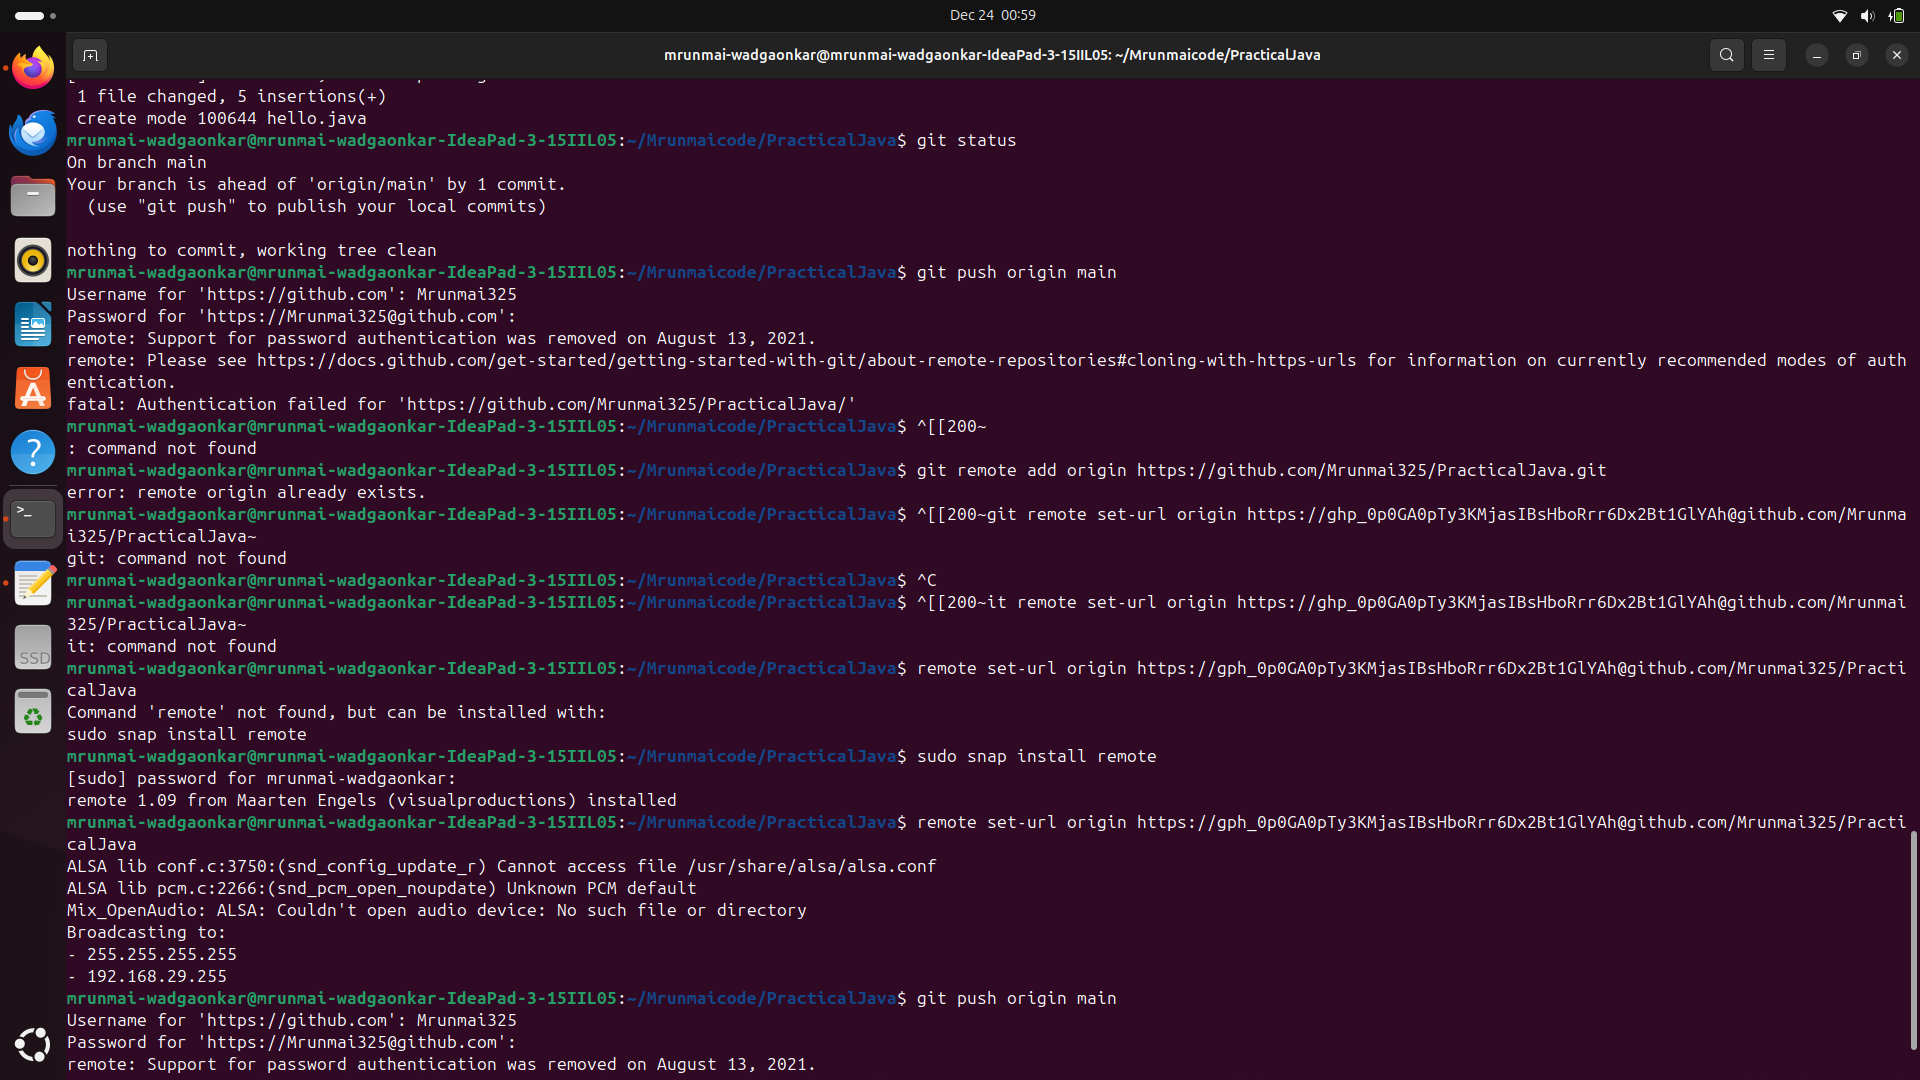 Dec 24 00:59
mrunmai-wadgaonkar@mrunmai-wadgaonkar-IdeaPad-3-15IIL05: ~/Mrunmaicode/PracticalJava
1 file changed, 5 insertions(+)
create mode 100644 hello.java
mrunmai-wadgaonkar@mrunmai-wadgaonkar-IdeaPad-3-15IIL05:~/Mrunmaicode/PracticalJava$ git status
On branch main
Your branch is ahead of 'origin/main' by 1 commit.
(use "git push" to publish your local commits)
nothing to commit, working tree clean
mrunmai-wadgaonkar@mrunmai-wadgaonkar-IdeaPad-3-15IIL05:~/Mrunmaicode/PracticalJava$ git push origin main
Username for 'https://github.com': Mrunmai325
Password for 'https://Mrunmai325@github.com':
remote: Support for password authentication was removed on August 13, 2021.
remote: Please see https://docs.github.com/get-started/getting-started-with-git/about-remote-repositories#cloning-with-https-urls for information on currently recommended modes of auth
entication.
fatal: Authentication failed for 'https://github.com/Mrunmai325/PracticalJava/'
mrunmai-wadgaonkar@mrunmai-wadgaonkar-IdeaPad-3-15IIL05:~/Mrunmaicode/PracticalJava$ ^[[200~
: command not found
mrunmai-wadgaonkar@mrunmai-wadgaonkar-IdeaPad-3-15IIL05:~/Mrunmaicode/PracticalJava$ git remote add origin https://github.com/Mrunmai325/PracticalJava.git
error: remote origin already exists.
mrunmai-wadgaonkar@mrunmai-wadgaonkar-IdeaPad-3-15IIL05:~/Mrunmaicode/PracticalJava$ ^[[200~git remote set-url origin https://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@github.com/Mrunma
i325/PracticalJava~
git: command not found
mrunmai-wadgaonkar@mrunmai-wadgaonkar-IdeaPad-3-15IIL05:~/Mrunmaicode/PracticalJava$ ^C
mrunmai-wadgaonkar@mrunmai-wadgaonkar-IdeaPad-3-15IIL05:~/Mrunmaicode/PracticalJava$ ^[[200~it remote set-url origin https://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@github.com/Mrunmai
325/PracticalJava~
it: command not found
mrunmai-wadgaonkar@mrunmai-wadgaonkar-IdeaPad-3-15IIL05:~/Mrunmaicode/PracticalJava$ remote set-url origin https://gph_0p0GA0pTy3KMjasIBsHboRrr6Dx2Bt1GlYAh@github.com/Mrunmai325/Practi
calJava
Command 'remote' not found, but can be installed with:
sudo snap install remote
mrunmai-wadgaonkar@mrunmai-wadgaonkar-IdeaPad-3-15IIL05:~/Mrunmaicode/PracticalJava$ sudo snap install remote
[sudo] password for mrunmai-wadgaonkar:
remote 1.09 from Maarten Engels (visualproductions) installed
mrunmai-wadgaonkar@mrunmai-wadgaonkar-IdeaPad-3-15IIL05:~/Mrunmaicode/PracticalJava$ remote set-url origin https://gph_0p0GA0pTy3KMjasIBsHboRrr6Dx2Bt1GlYAh@github.com/Mrunmai325/Practi
calJava
ALSA lib conf.c:3750:(snd_config_update_r) Cannot access file /usr/share/alsa/alsa.conf
ALSA lib pcm.c:2266:(snd_pcm_open_noupdate) Unknown PCM default
Mix_OpenAudio: ALSA: Couldn't open audio device: No such file or directory
Broadcasting to:
- 255.255.255.255
- 192.168.29.255
mrunmai-wadgaonkar@mrunmai-wadgaonkar-IdeaPad-3-15IIL05:~/Mrunmaicode/PracticalJava$ git push origin main
Username for 'https://github.com': Mrunmai325
Password for 'https://Mrunmai325@github.com':
remote: Support for password authentication was removed on August 13, 2021.
SSD